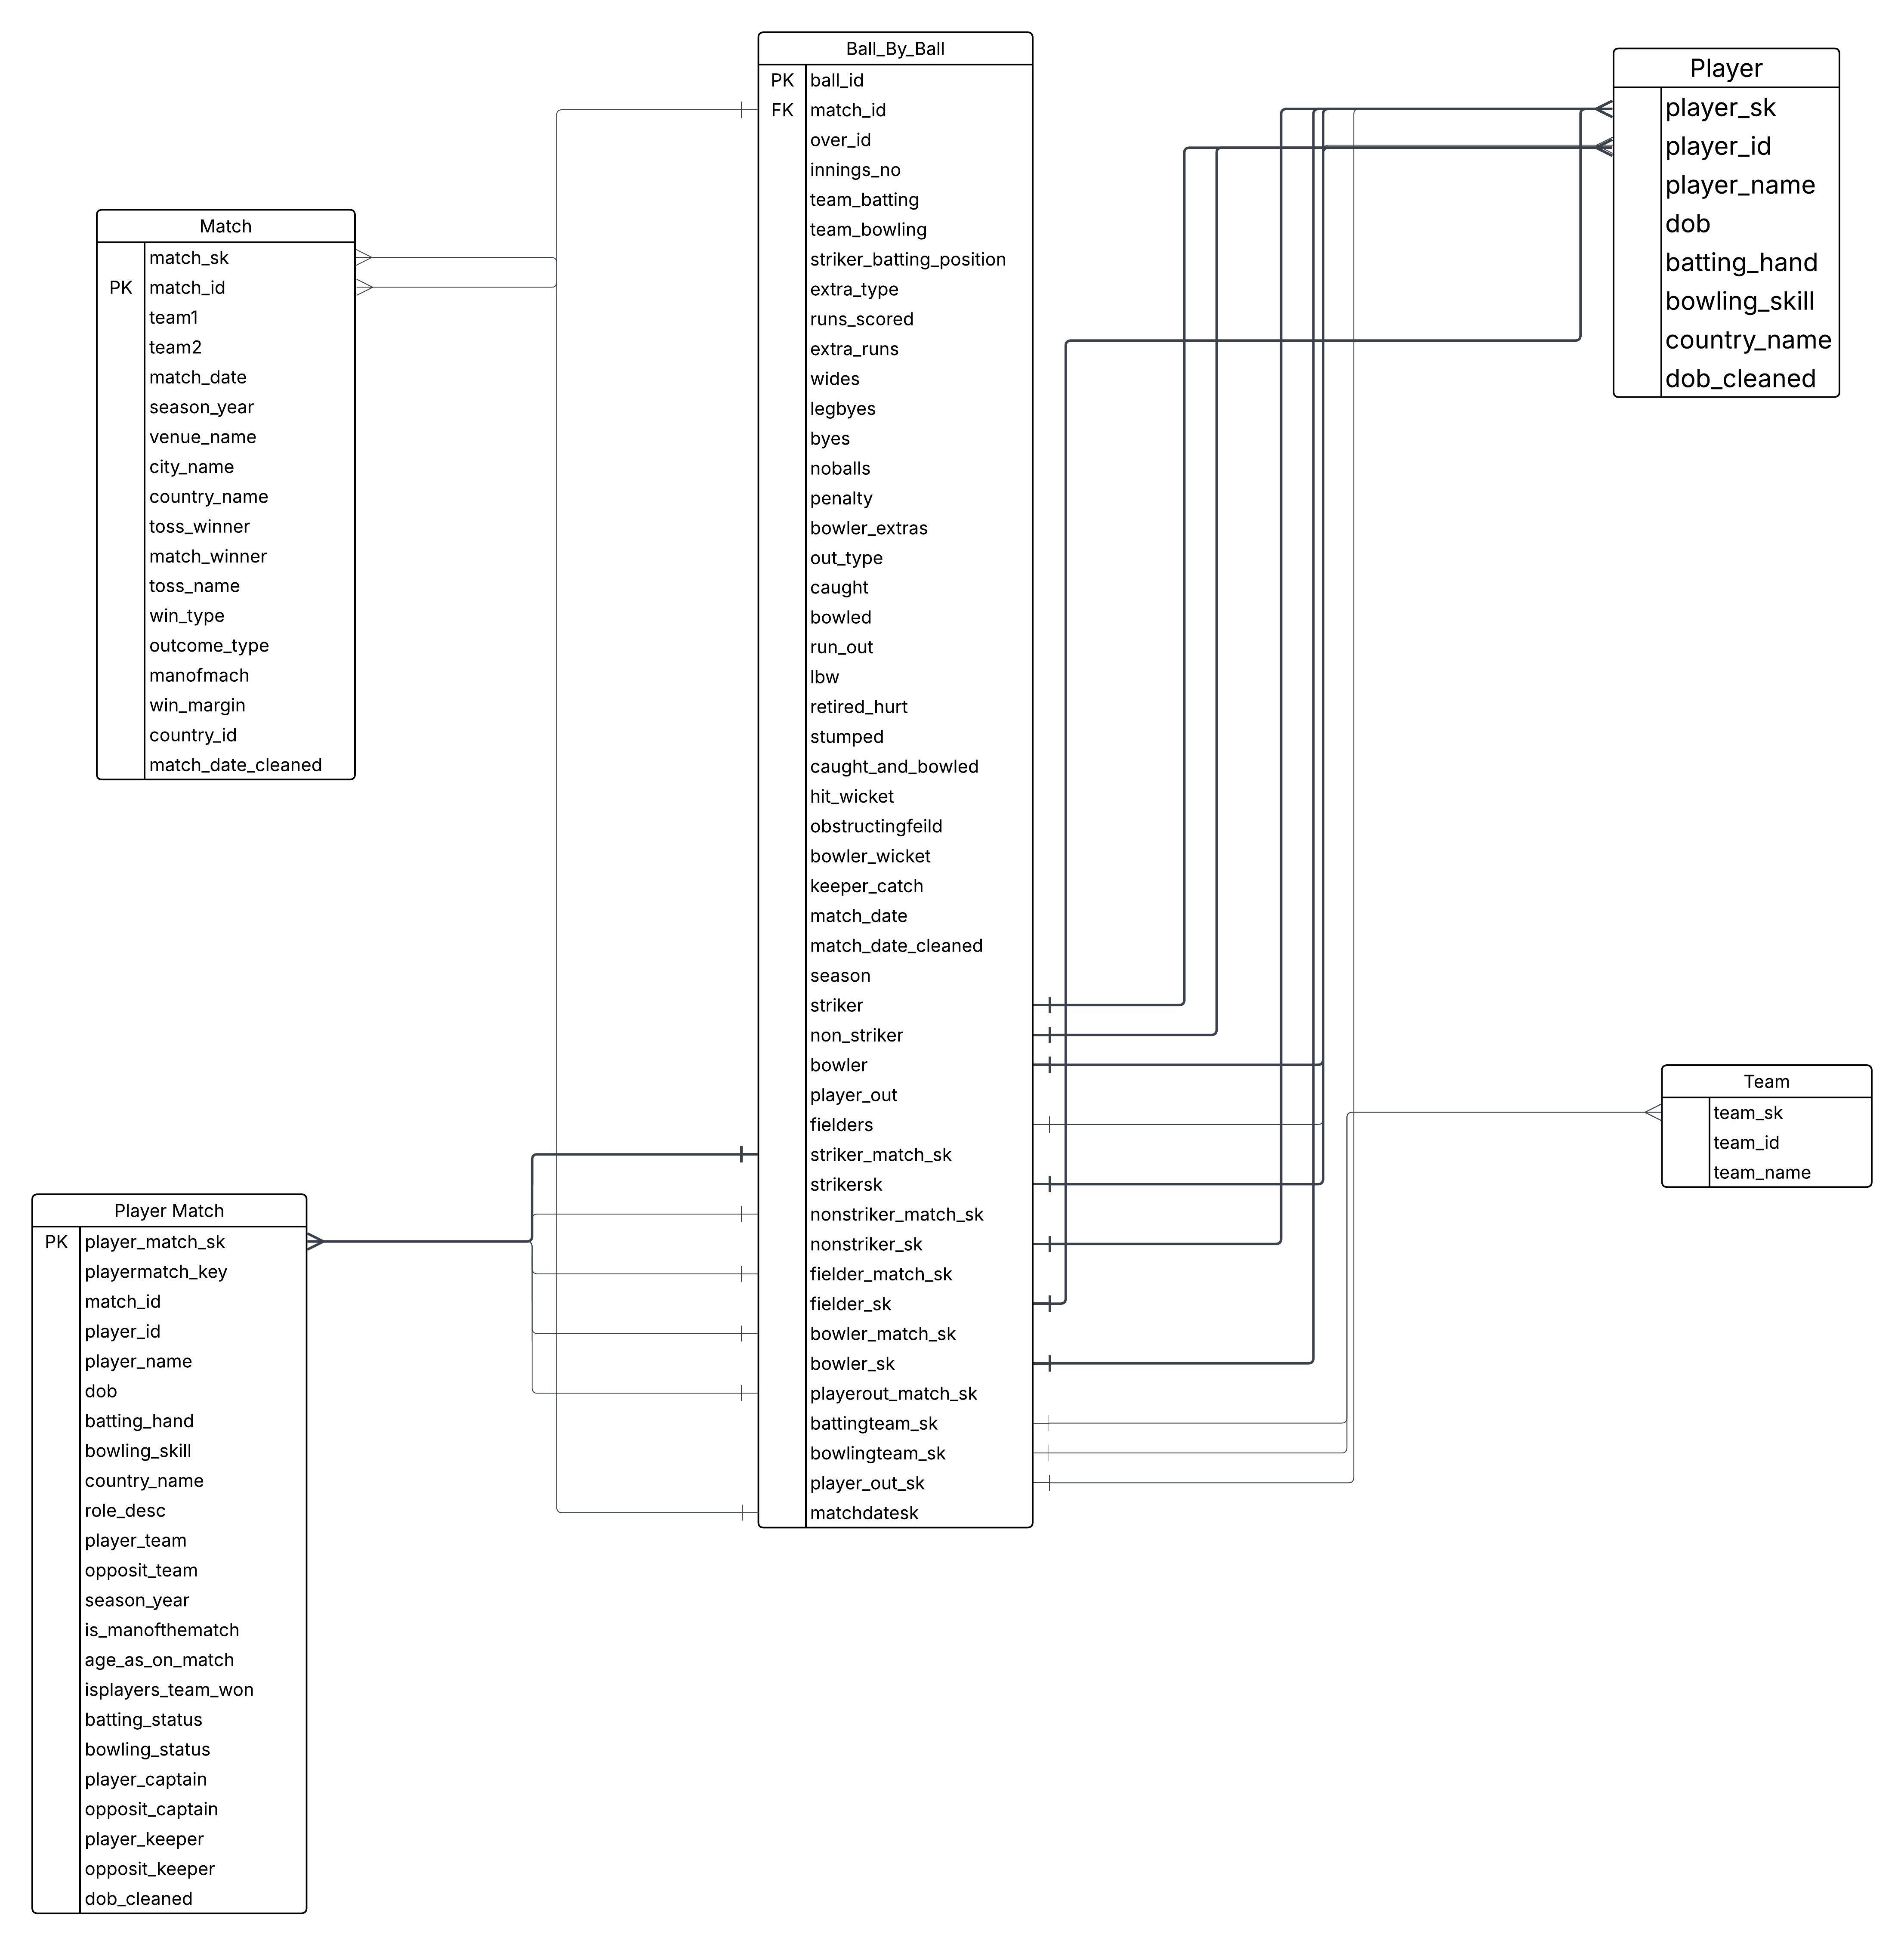 Ball_By_Ball
PK ball_id
FK match_id
over_id
innings_no
team_batting
team_bowling
striker_batting_position
extra_type
runs_scored
extra_runs
wides
legbyes
byes
noballs
penalty
bowler_extras
out_type
caught
bowled
run_out
lbw
retired_hurt
stumped
caught_and_bowled
hit_wicket
obstructingfeild
bowler_wicket
keeper_catch
match_date
match_date_cleaned
season
striker
non_striker
bowler
player_out
fielders
striker_match_sk
strikersk
nonstriker_match_sk
nonstriker_sk
fielder_match_sk
fielder_sk
bowler_match_sk
bowler_sk
playerout_match_sk
battingteam_sk
bowlingteam_sk
player_out_sk
matchdatesk
Player
player_sk
player_id
player_name
dob
batting_hand
bowling_skill
country_name
dob_cleaned
Match
match_sk
PK match_id
team1
team2
match_date
season_year
venue_name
city_name
country_name
toss_winner
match_winner
toss_name
win_type
outcome_type
manofmach
win_margin
country_id
match_date_cleaned
Team
team_sk
team_id
team_name
Player Match
PK player_match_sk
playermatch_key
match_id
player_id
player_name
dob
batting_hand
bowling_skill
country_name
role_desc
player_team
opposit_team
season_year
is_manofthematch
age_as_on_match
isplayers_team_won
batting_status
bowling_status
player_captain
opposit_captain
player_keeper
opposit_keeper
dob_cleaned